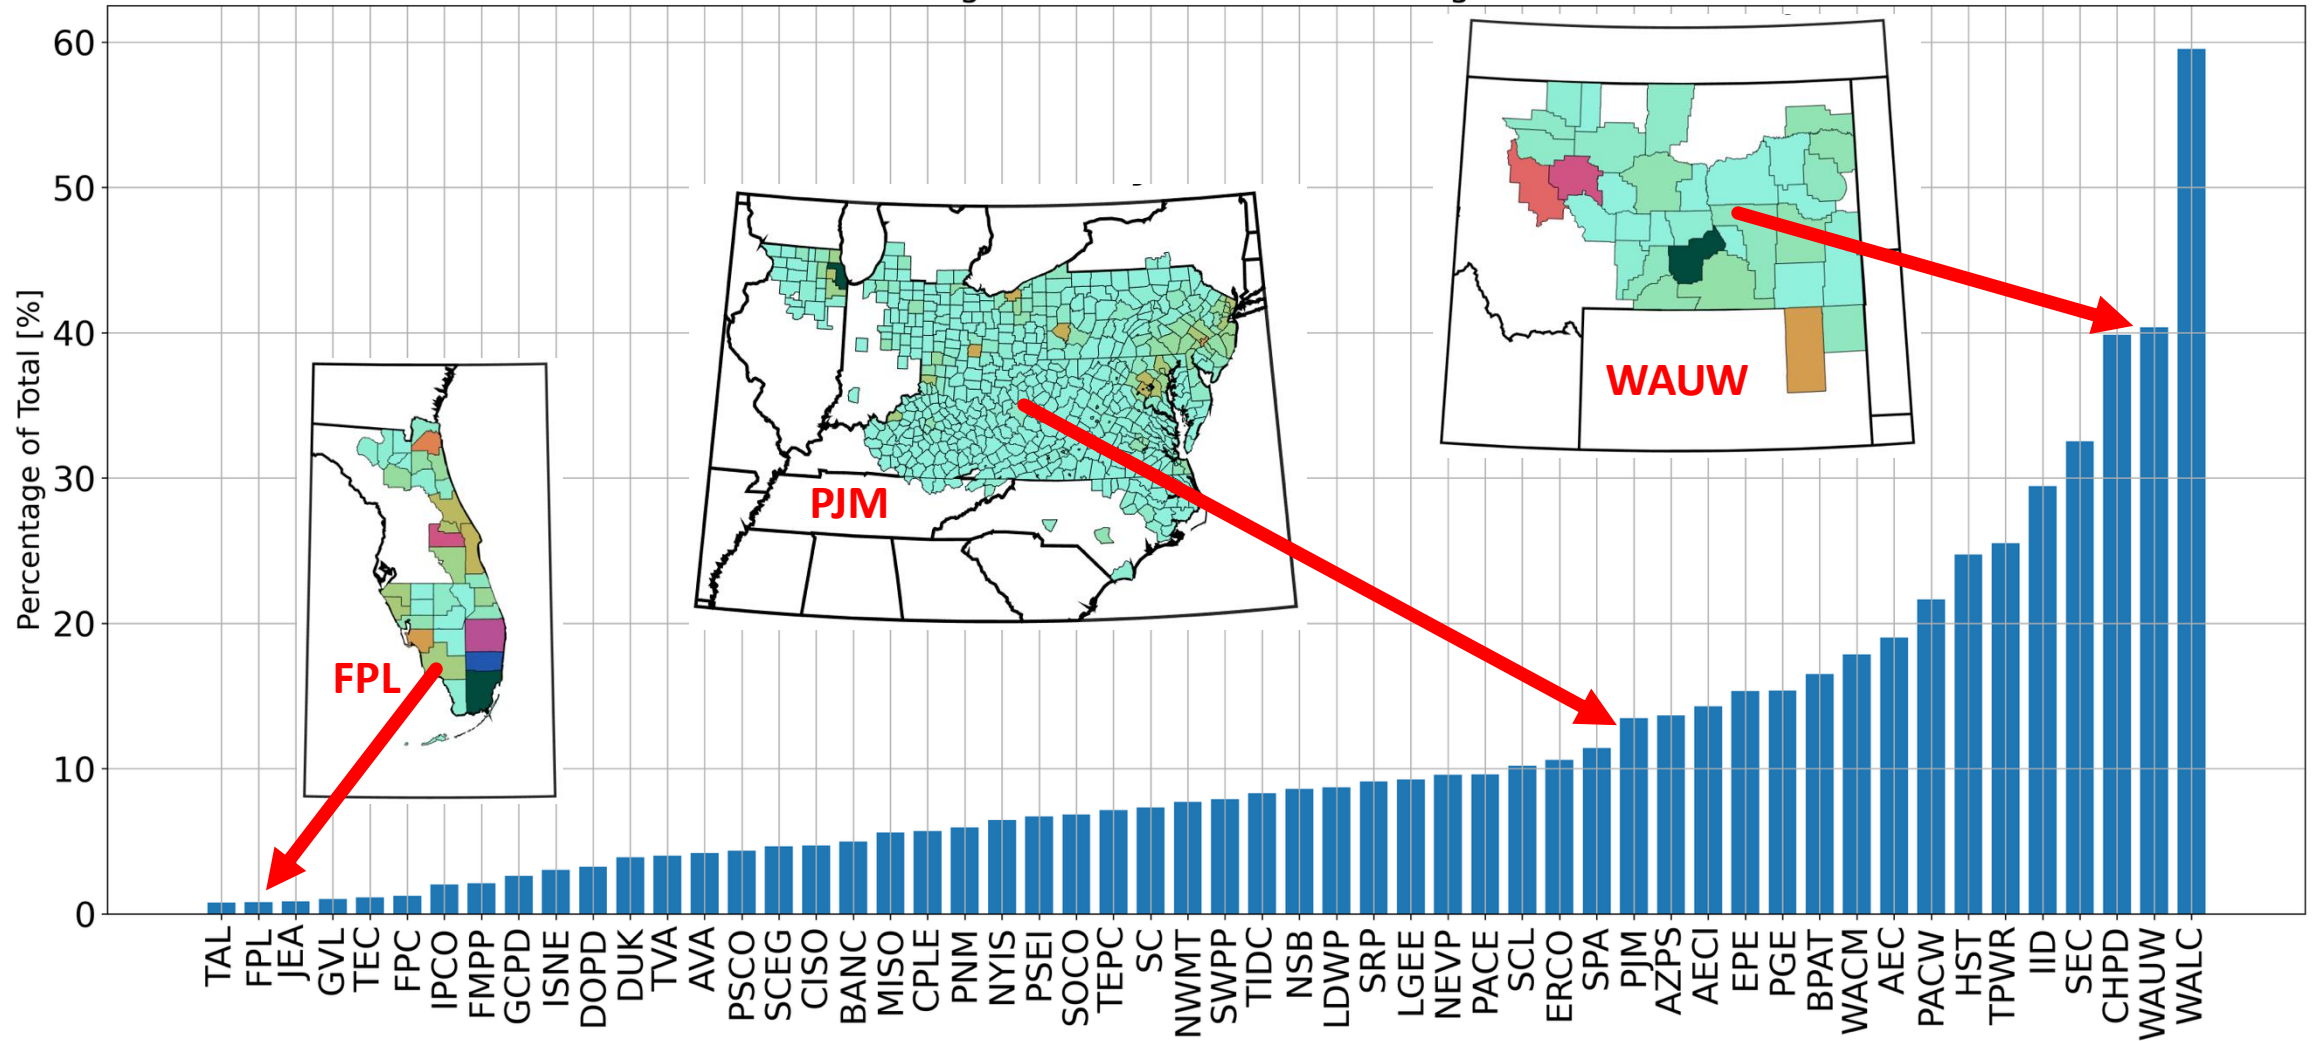 Percentage of Total [%]
60
50
40
30
20
10
0
FPL
PJM
WAUW
TAL
FPL
JEA
GVL
TEC
FPC
IPCO
FMPP
GCPD
ISNE
DOPD
DUK
TVA
AVA
PSCO
SCEG
CISO
BANC
MISO
CPLE
PNM
NYIS
PSEI
SOCO
TEPC
SC
NWMT
SWPP
TIDC
NSB
LDWP
SRP
LGEE
NEVP
PACE
SCL
ERCO
SPA
PJM
AZPS
AECI
EPE
PGE
BPAT
WACM
AEC
PACW
HST
TPWR
IID
SEC
CHPD
WAUW
WALC